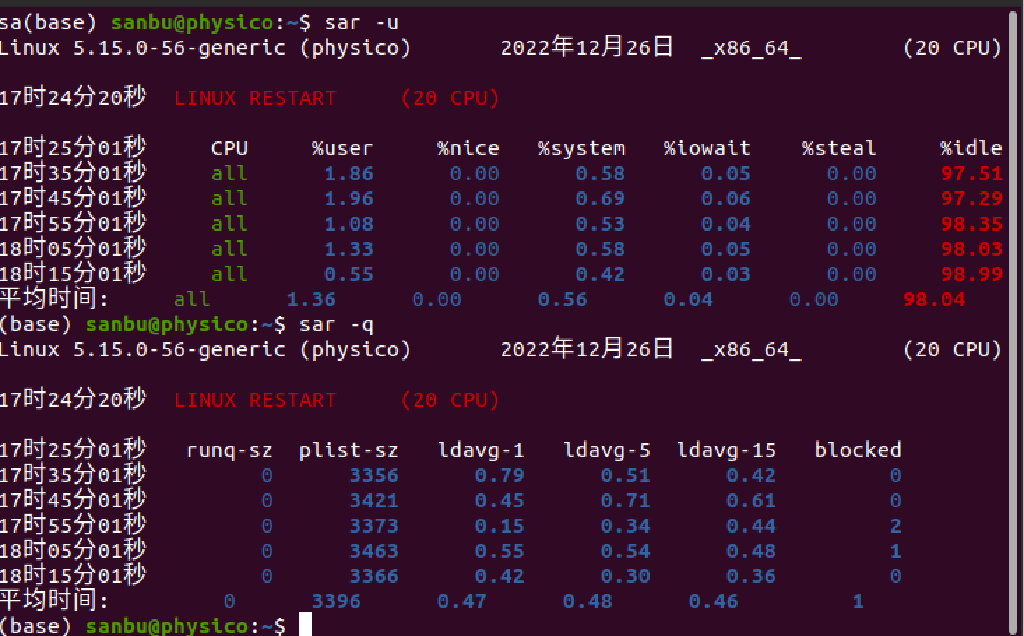 sa(base) sanbu@physico:~$ sar -u
Linux 5.15.0-56-generic (physico) 2022年12月26日 _x86_64_ (20 CPU)
17时24分20秒 LINUX RESTART (20 CPU)
17时25分01秒 CPU %user %nice %system %iowait %steal %idle
17时35分01秒 all 1.86 0.00 0.58 0.05 0.00 97.51
17时45分01秒 all 1.96 0.00 0.69 0.06 0.00 97.29
17时55分01秒 all 1.08 0.00 0.53 0.04 0.00 98.35
18时05分01秒 all 1.33 0.00 0.58 0.05 0.00 98.03
18时15分01秒 all 0.55 0.00 0.42 0.03 0.00 98.99
平均时间: all 1.36 0.00 0.56 0.04 0.00 98.04
(base) sanbu@physico:~$ sar -q
Linux 5.15.0-56-generic (physico) 2022年12月26日 _x86_64_ (20 CPU)
17时24分20秒 LINUX RESTART (20 CPU)
17时25分01秒 runq-sz plist-sz ldavg-1 ldavg-5 ldavg-15 blocked
17时35分01秒 0 3356 0.79 0.51 0.42 0
17时45分01秒 0 3421 0.45 0.71 0.61 0
17时55分01秒 0 3373 0.15 0.34 0.44 2
18时05分01秒 0 3463 0.55 0.54 0.48 1
18时15分01秒 0 3366 0.42 0.30 0.36 0
平均时间: 0 3396 0.47 0.48 0.46 1
(base) sanbu@physico:~$